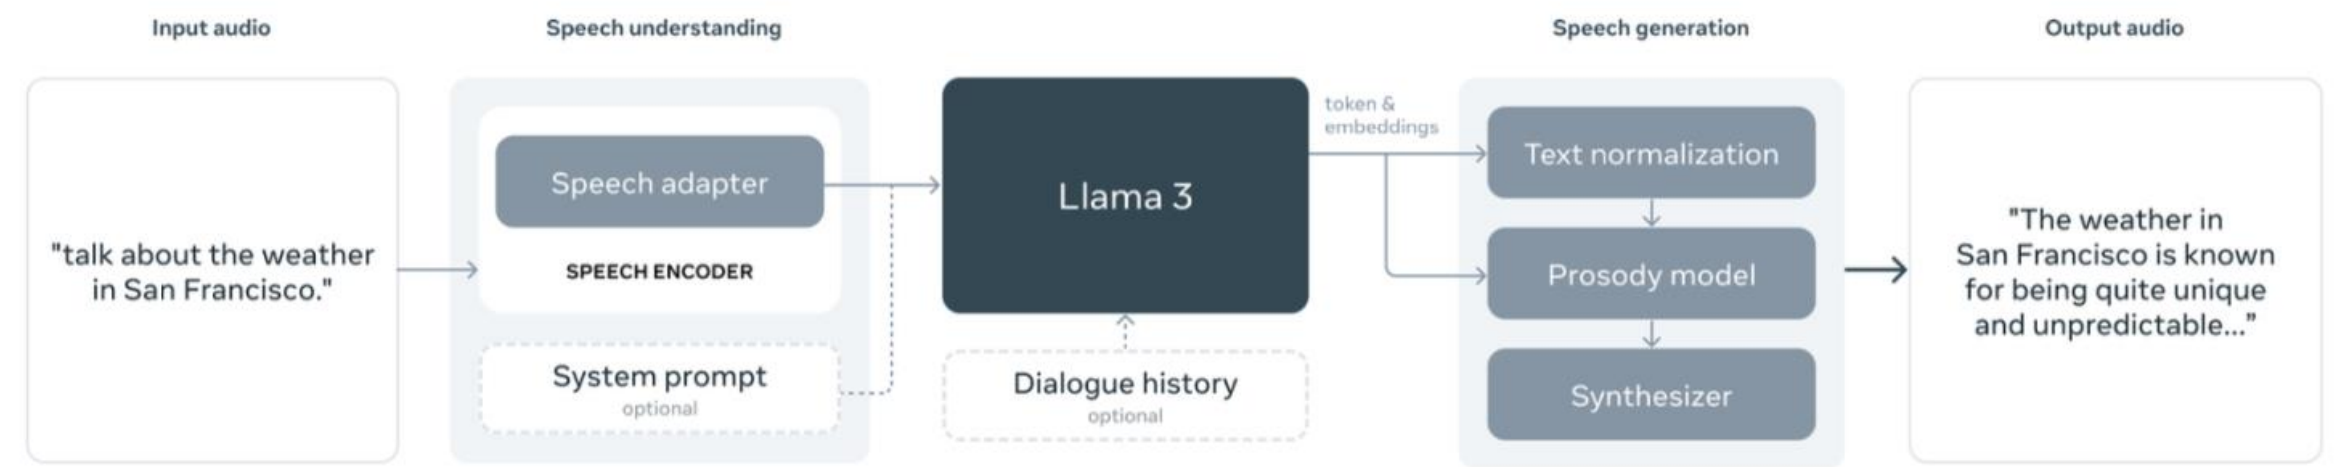 Input audio
Speech understanding
Speech generation
Output audio
"talk about the weather
in San Francisco."
Speech adapter
SPEECH ENCODER
System prompt
optional
Llama 3
Dialogue history
optional
token &
embeddings
Text normalization
Prosody model
Synthesizer
"The weather in
San Francisco is known
for being quite unique
and unpredictable..."